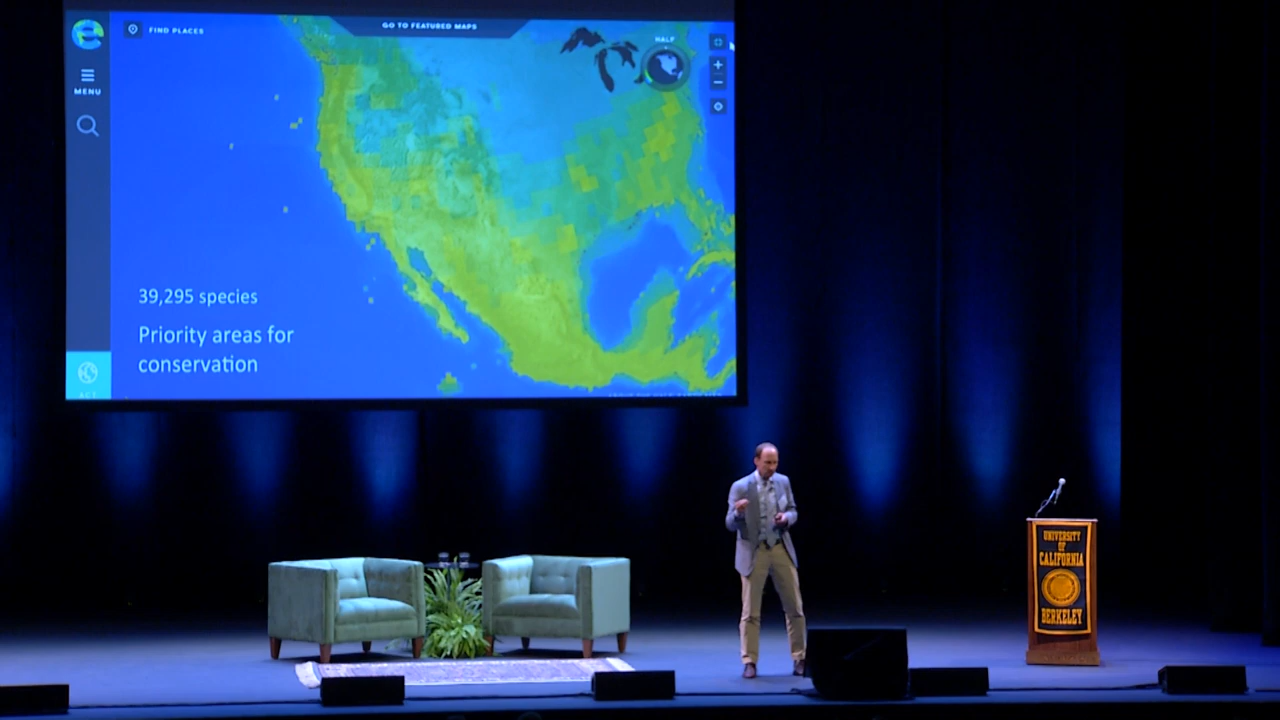 GO TO FEATURED MAPS
FIND PLACES
HALF
MENU
39,295 species
Priority areas for
conservation
UNIVERSITY
OF
CALIFORNIA
BERKELEY